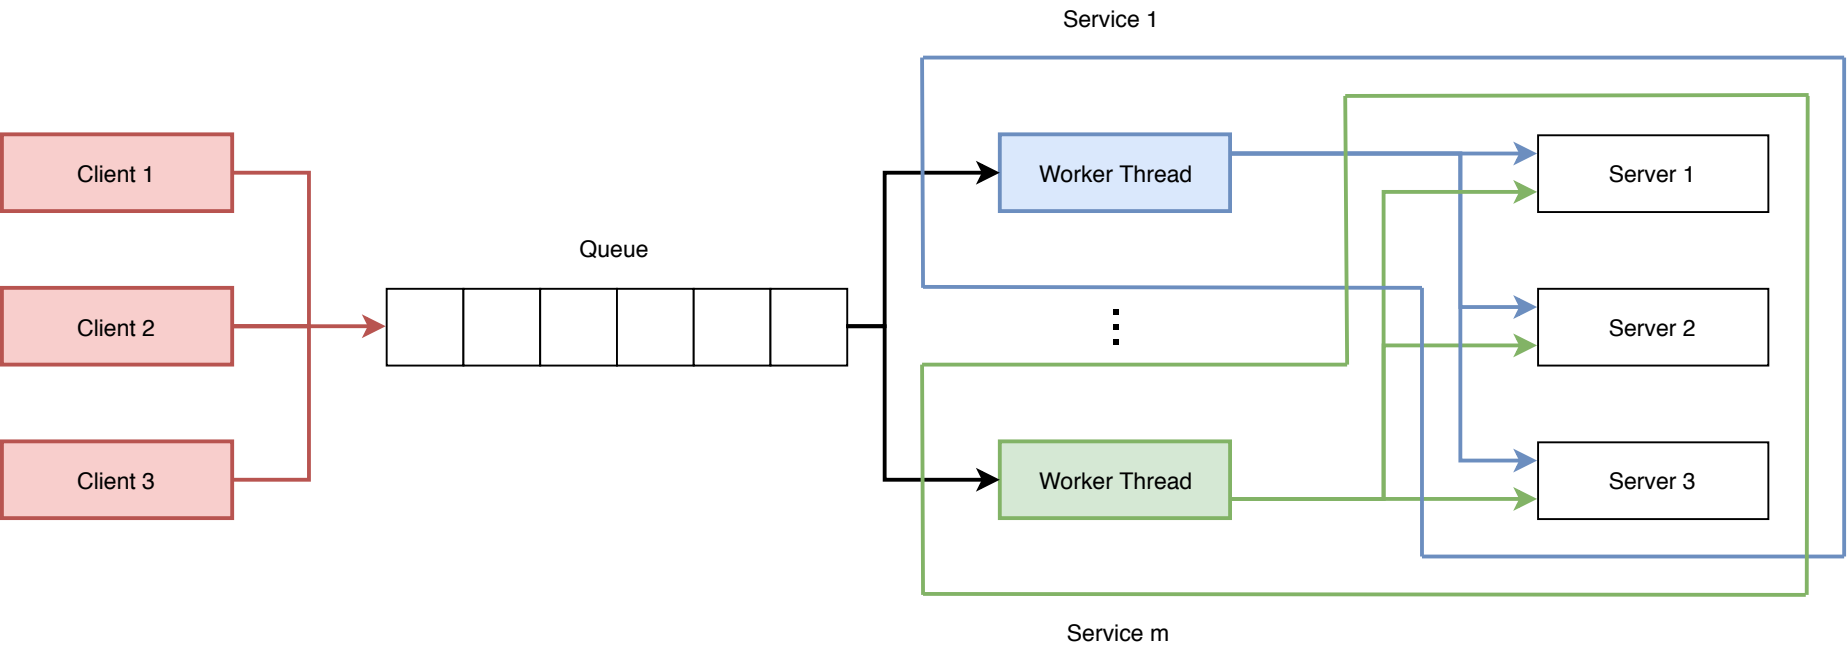 Service 1
Client 1
Worker Thread
Server 1
Queue
Client 2
Server 2
Client 3
Worker Thread
Server 3
Service m